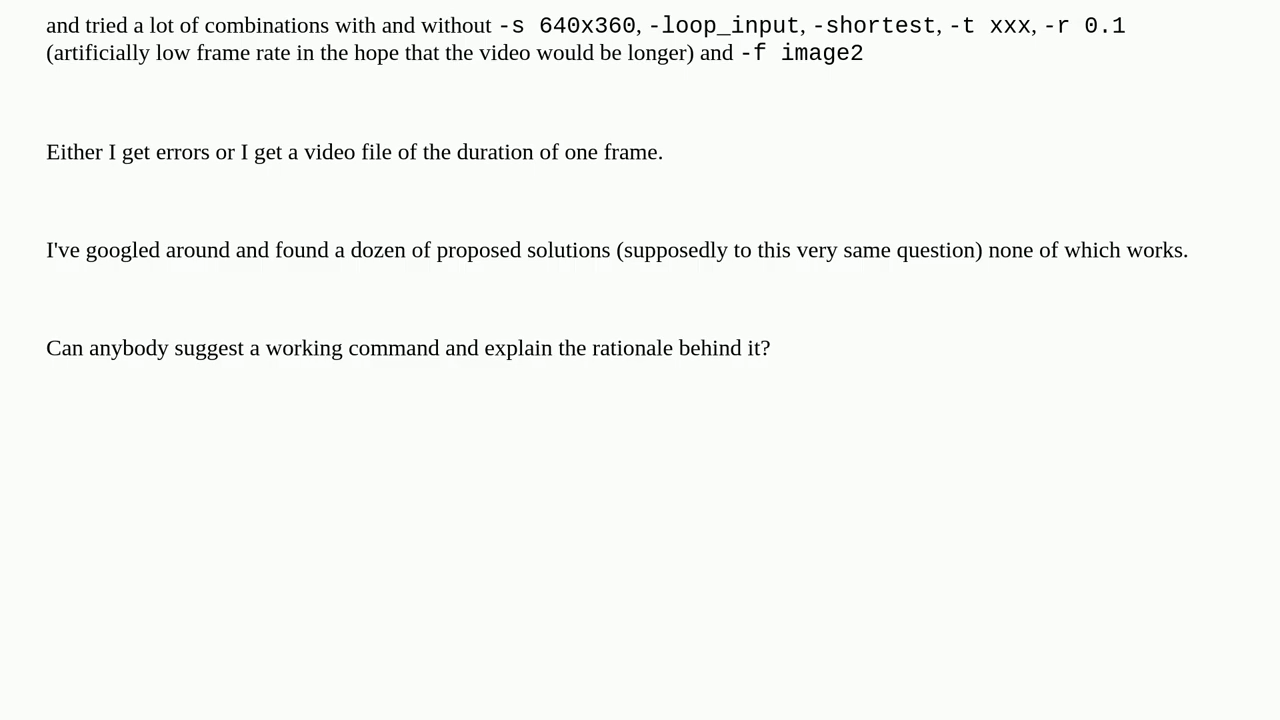 and tried a lot of combinations with and without -s 640x360, -loop_input, -shortest, -t xxx, -r 0.1
(artificially low frame rate in the hope that the video would be longer) and -f image2
Either I get errors or I get a video file of the duration of one frame.
I've googled around and found a dozen of proposed solutions (supposedly to this very same question) none of which works.
Can anybody suggest a working command and explain the rationale behind it?